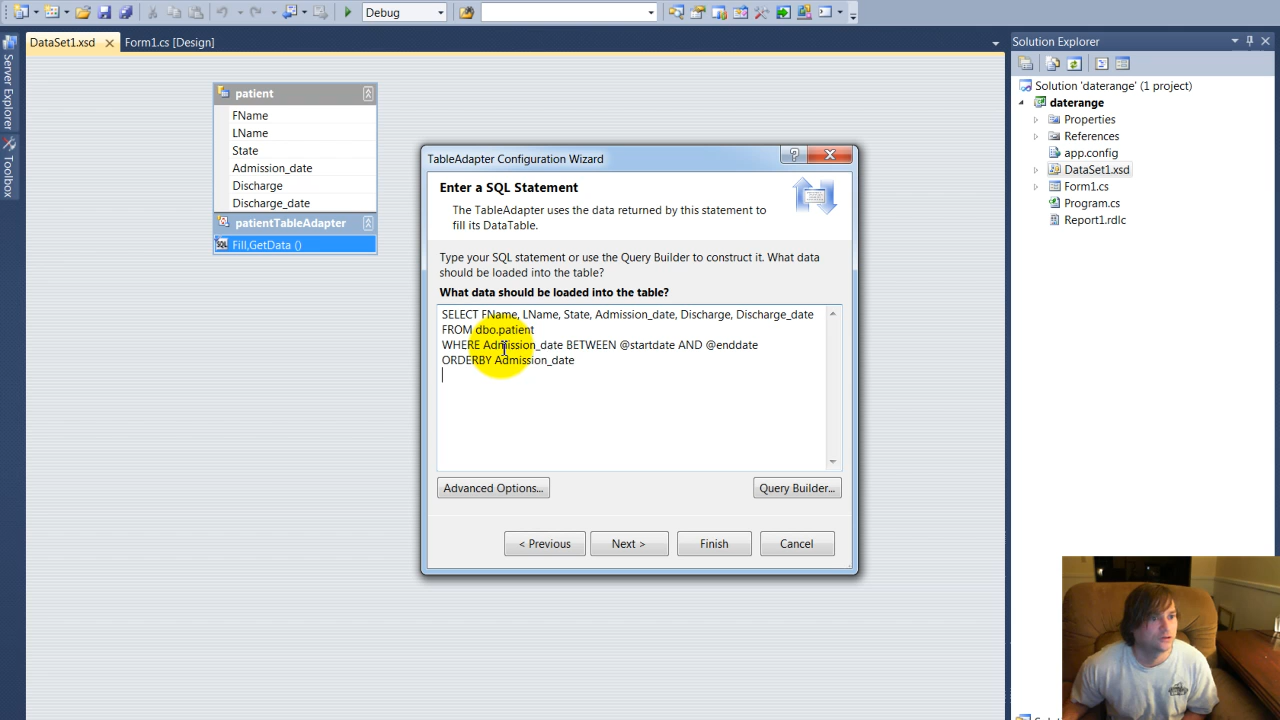 Debug
DataSet1.xsd
Form1.cs [Design]
Solution Explorer
Server Explorer
Toolbox
patient
FName
LName
State
Admission_date
Discharge
Discharge_date
patientTableAdapter
SQL Fill,GetData ()
TableAdapter Configuration Wizard
Enter a SQL Statement
The TableAdapter uses the data returned by this statement to
fill its DataTable.
Type your SQL statement or use the Query Builder to construct it. What data
should be loaded into the table?
What data should be loaded into the table?
SELECT FName, LName, State, Admission_date, Discharge, Discharge_date
FROM dbo.patient
WHERE Admission_date BETWEEN @startdate AND @enddate
ORDERBY Admission_date
Advanced Options...
Query Builder...
< Previous
Next >
Finish
Cancel
Solution 'daterange' (1 project)
daterange
Properties
References
app.config
DataSet1.xsd
Form1.cs
Program.cs
Report1.rdlc